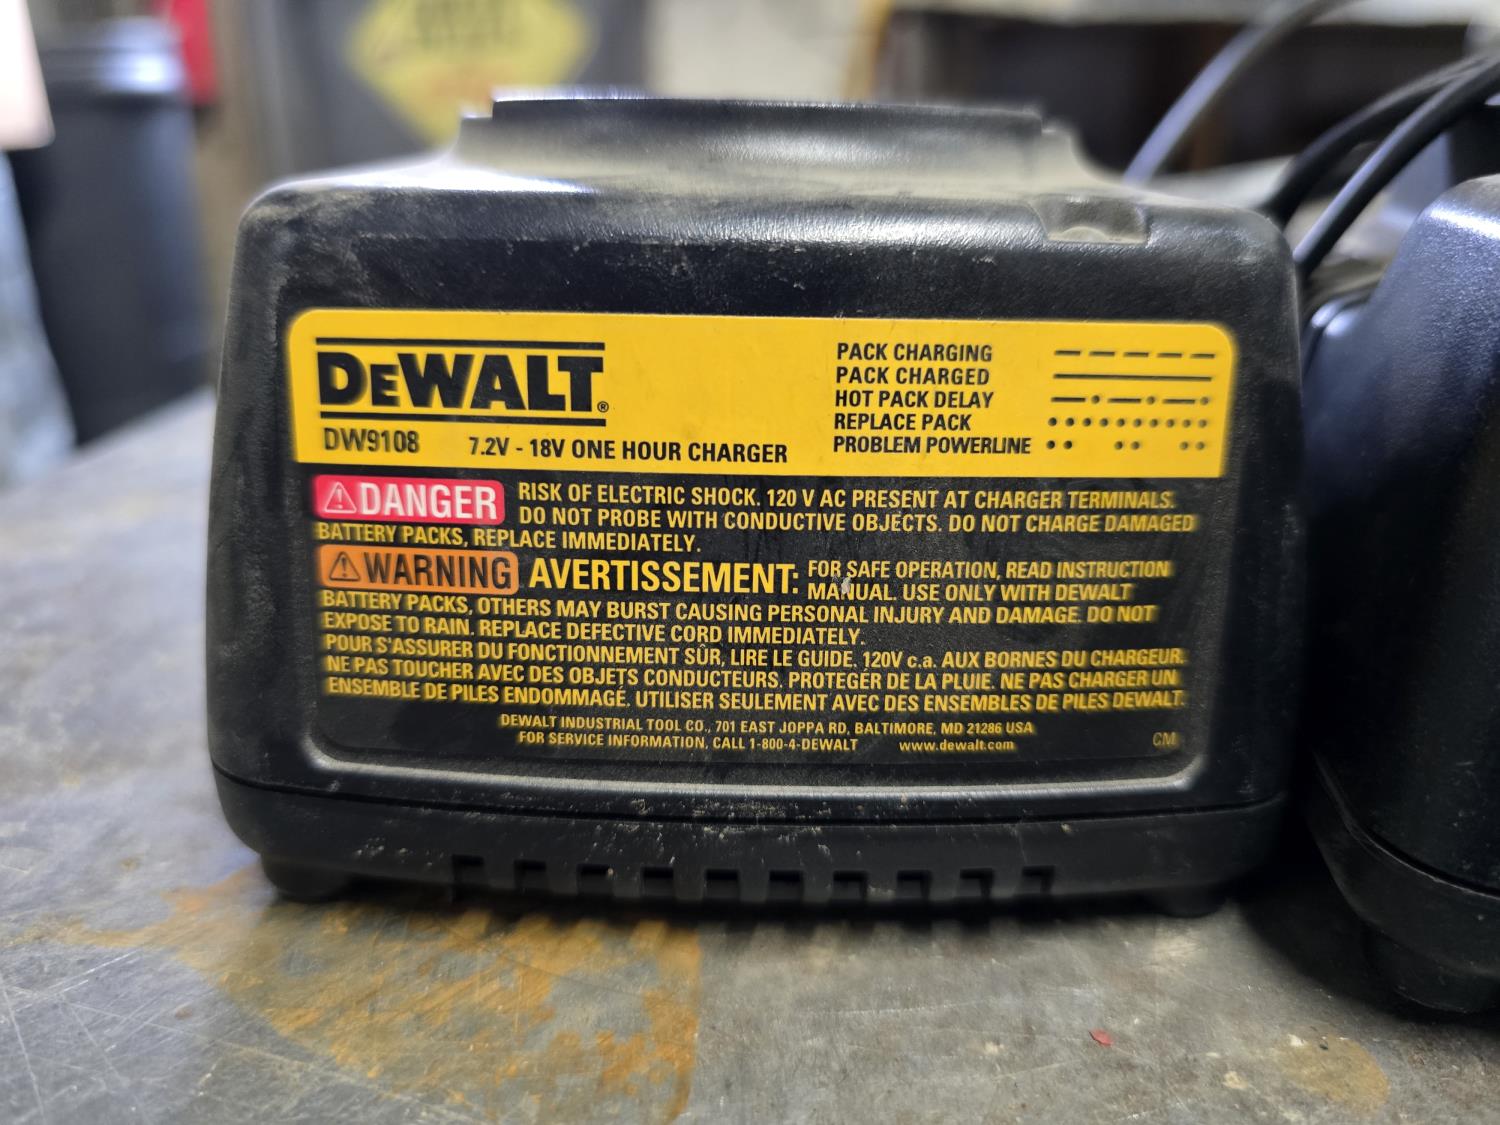 DEWALT®
DW9108 7.2V - 18V ONE HOUR CHARGER
PACK CHARGING
PACK CHARGED
HOT PACK DELAY
REPLACE PACK
PROBLEM POWERLINE
DANGER RISK OF ELECTRIC SHOCK. 120 V AC PRESENT AT CHARGER TERMINALS.
DO NOT PROBE WITH CONDUCTIVE OBJECTS. DO NOT CHARGE DAMAGED
BATTERY PACKS, REPLACE IMMEDIATELY.
WARNING AVERTISSEMENT: FOR SAFE OPERATION, READ INSTRUCTION
MANUAL. USE ONLY WITH DEWALT
BATTERY PACKS, OTHERS MAY BURST CAUSING PERSONAL INJURY AND DAMAGE. DO NOT
EXPOSE TO RAIN. REPLACE DEFECTIVE CORD IMMEDIATELY.
POUR S'ASSURER DU FONCTIONNEMENT SÛR, LIRE LE GUIDE. 120V c.a. AUX BORNES DU CHARGEUR.
NE PAS TOUCHER AVEC DES OBJETS CONDUCTEURS. PROTEGÉR DE LA PLUIE. NE PAS CHARGER UN
ENSEMBLE DE PILES ENDOMMAGÉ. UTILISER SEULEMENT AVEC DES ENSEMBLES DE PILES DEWALT.
DEWALT INDUSTRIAL TOOL CO., 701 EAST JOPPA RD, BALTIMORE, MD 21286 USA
FOR SERVICE INFORMATION, CALL 1-800-4-DEWALT www.dewalt.com
CM